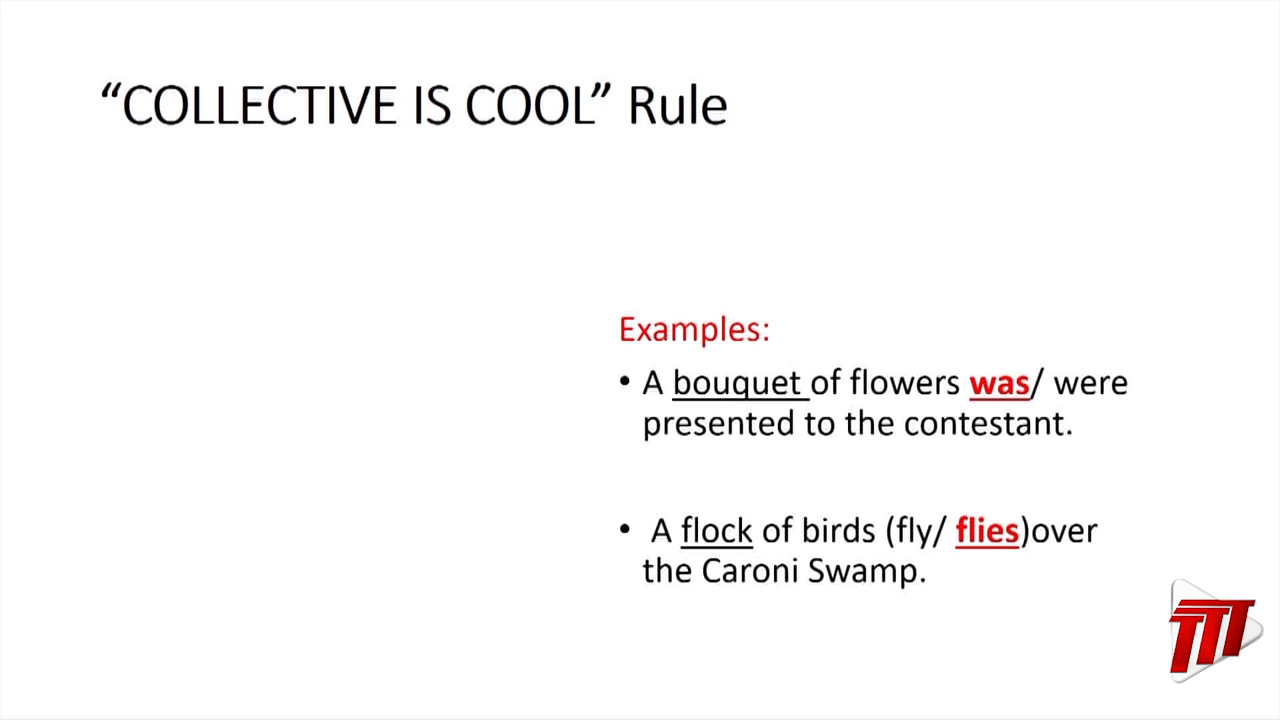 “COLLECTIVE IS COOL” Rule
Examples:
• A bouquet of flowers was/ were
presented to the contestant.
• A flock of birds (fly/ flies)over
the Caroni Swamp.
TTT